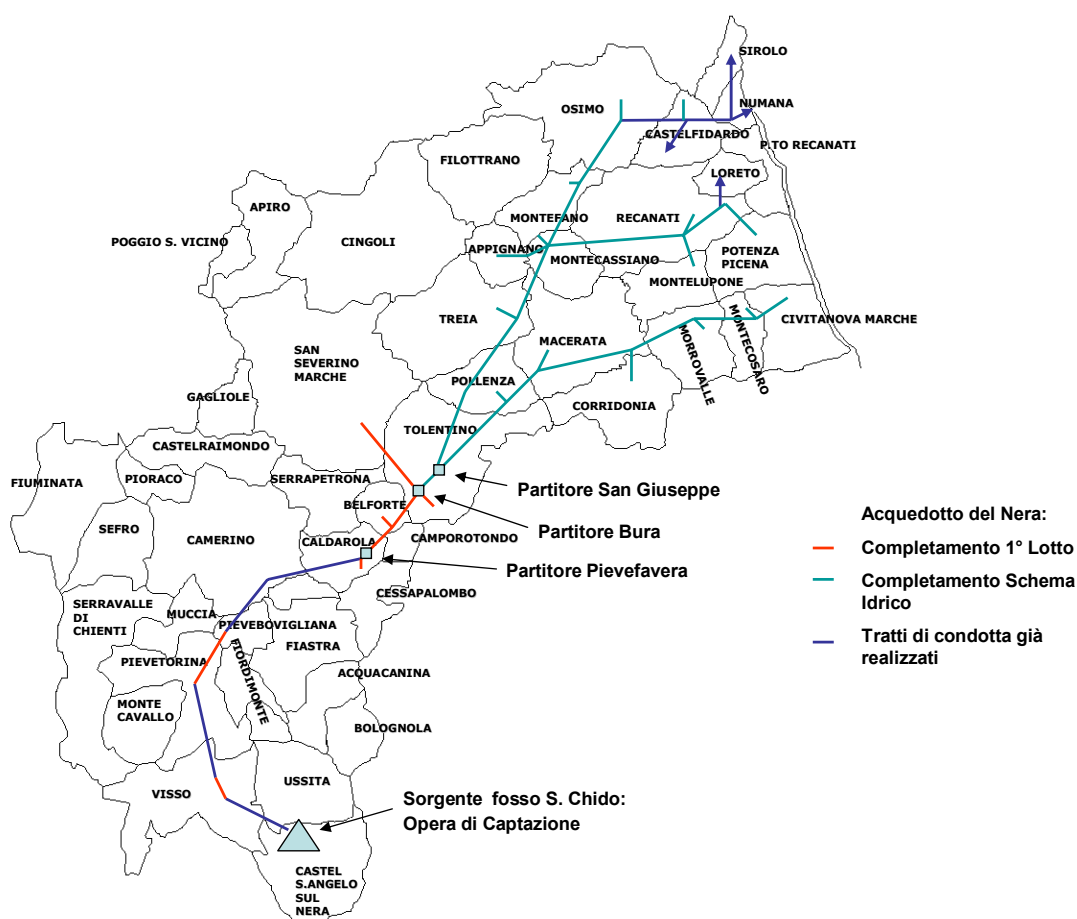 SIROLO
OSIMO
NUMANA
CASTELFIDARDO
P.TO RECANATI
FILOTTRANO
LORETO
APIRO
MONTEFANO
RECANATI
POGGIO S. VICINO
CINGOLI
APPIGNANO
MONTECASSIANO
POTENZA
PICENA
MONTELUPONE
TREIA
CIVITANOVA MARCHE
MACERATA
MORROVALLE
MONTECOSARO
SAN
SEVERINO
MARCHE
POLLENZA
GAGLIOLE
CORRIDONIA
TOLENTINO
CASTELRAIMONDO
FIUMINATA
PIORACO
SERRAPETRONA
Partitore San Giuseppe
BELFORTE
SEFRO
CAMERINO
CALDAROLA
CAMPOROTONDO
Partitore Bura
Partitore Pievefavera
CESSAPALOMBO
SERRAVALLE
DI
CHIENTI
MUCCIA
PIEVEBOVIGLIANA
FIASTRA
PIEVETORINA
FIORDIMONTE
ACQUACANINA
MONTE
CAVALLO
BOLOGNOLA
USSITA
VISSO
Sorgente fosso S. Chido:
Opera di Captazione
CASTEL
S.ANGELO
SUL
NERA
Acquedotto del Nera:
Completamento 1° Lotto
Completamento Schema
Idrico
Tratti di condotta già
realizzati